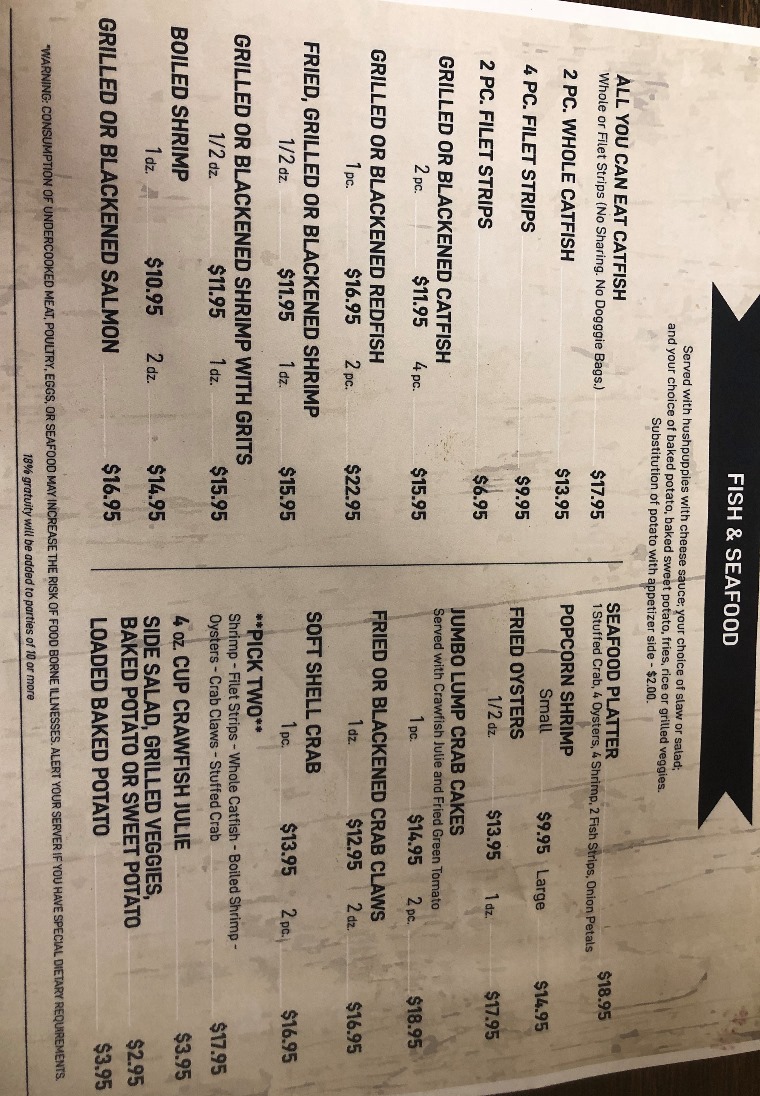 FISH & SEAFOOD
Served with hushpuppies with cheese sauce; your choice of slaw or salad;
and your choice of baked potato, baked sweet potato, fries, rice or grilled veggies.
Substitution of potato with appetizer side - $2.00.
ALL YOU CAN EAT CATFISH $17.95
Whole or Filet Strips (No Sharing. No Dogggie Bags.)
2 PC. WHOLE CATFISH $13.95
4 PC. FILET STRIPS $9.95
2 PC. FILET STRIPS $6.95
GRILLED OR BLACKENED CATFISH
2 pc. $11.95 4 pc. $15.95
GRILLED OR BLACKENED REDFISH
1 pc. $16.95 2 pc. $22.95
FRIED, GRILLED OR BLACKENED SHRIMP
1/2 dz. $11.95 1 dz. $15.95
GRILLED OR BLACKENED SHRIMP WITH GRITS
1/2 dz. $11.95 1 dz. $15.95
BOILED SHRIMP
1 dz. $10.95 2 dz. $14.95
GRILLED OR BLACKENED SALMON $16.95
SEAFOOD PLATTER $18.95
1 Stuffed Crab, 4 Oysters, 4 Shrimp, 2 Fish Strips, Onion Petals
POPCORN SHRIMP
Small $9.95 Large $14.95
FRIED OYSTERS
1/2 dz. $13.95 1 dz. $17.95
JUMBO LUMP CRAB CAKES
Served with Crawfish Julie and Fried Green Tomato
1 pc. $14.95 2 pc. $18.95
FRIED OR BLACKENED CRAB CLAWS
1 dz. $12.95 2 dz. $16.95
SOFT SHELL CRAB
1 pc. $13.95 2 pc. $16.95
**PICK TWO**
Shrimp - Filet Strips - Whole Catfish - Boiled Shrimp -
Oysters - Crab Claws - Stuffed Crab $17.95
4 oz. CUP CRAWFISH JULIE $3.95
SIDE SALAD, GRILLED VEGGIES,
BAKED POTATO OR SWEET POTATO $2.95
LOADED BAKED POTATO $3.95
*WARNING: CONSUMPTION OF UNDERCOOKED MEAT, POULTRY, EGGS, OR SEAFOOD MAY INCREASE THE RISK OF FOOD BORNE ILLNESSES. ALERT YOUR SERVER IF YOU HAVE SPECIAL DIETARY REQUIREMENTS.
18% gratuity will be added to parties of 10 or more